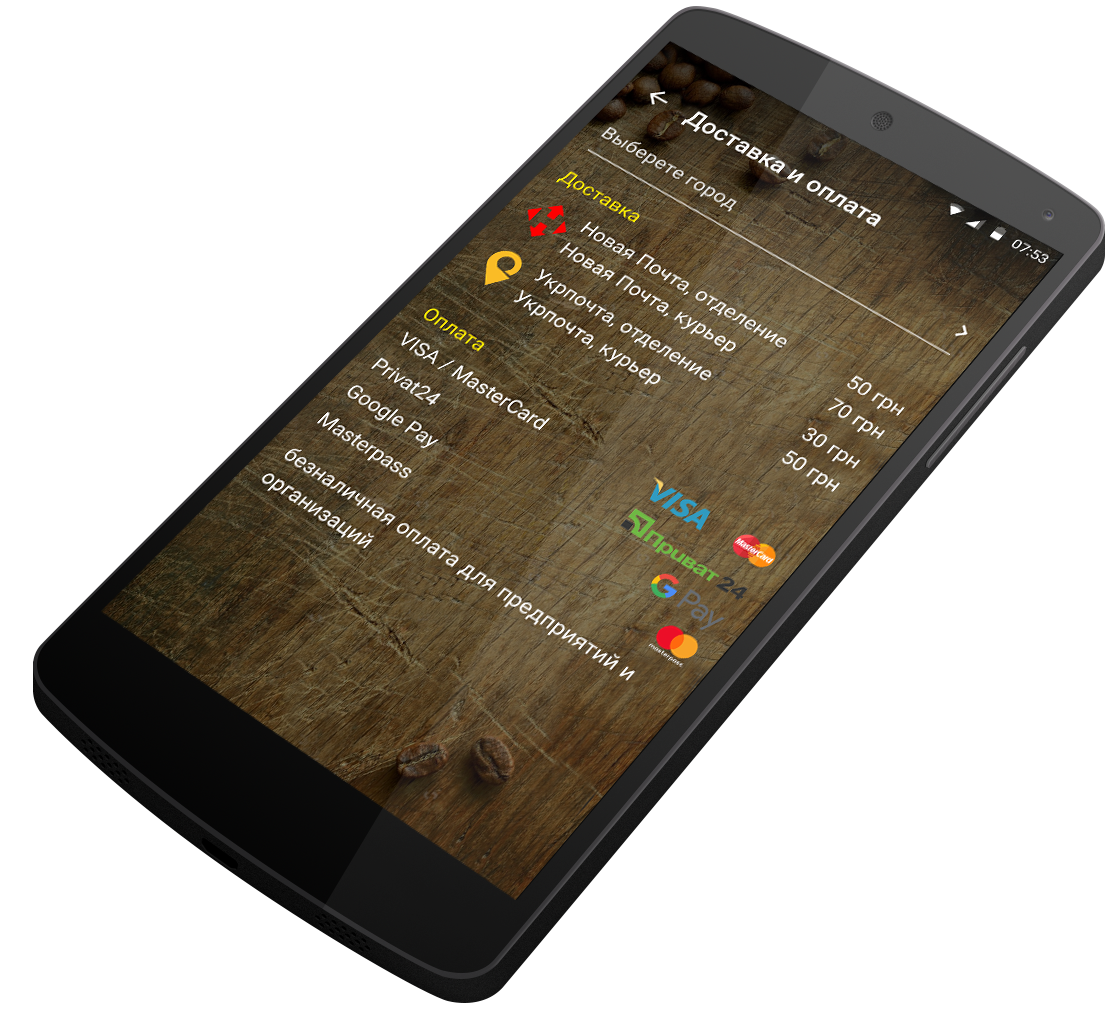 07:53
Доставка и оплата
Выберете город
Доставка
Новая Почта, отделение 50 грн
Новая Почта, курьер 70 грн
Укрпочта, отделение 30 грн
Укрпочта, курьер 50 грн
Оплата
VISA / MasterCard VISA MasterCard
Privat24 Приват 24
Google Pay G Pay
Masterpass masterpass
безналичная оплата для предприятий и
организаций